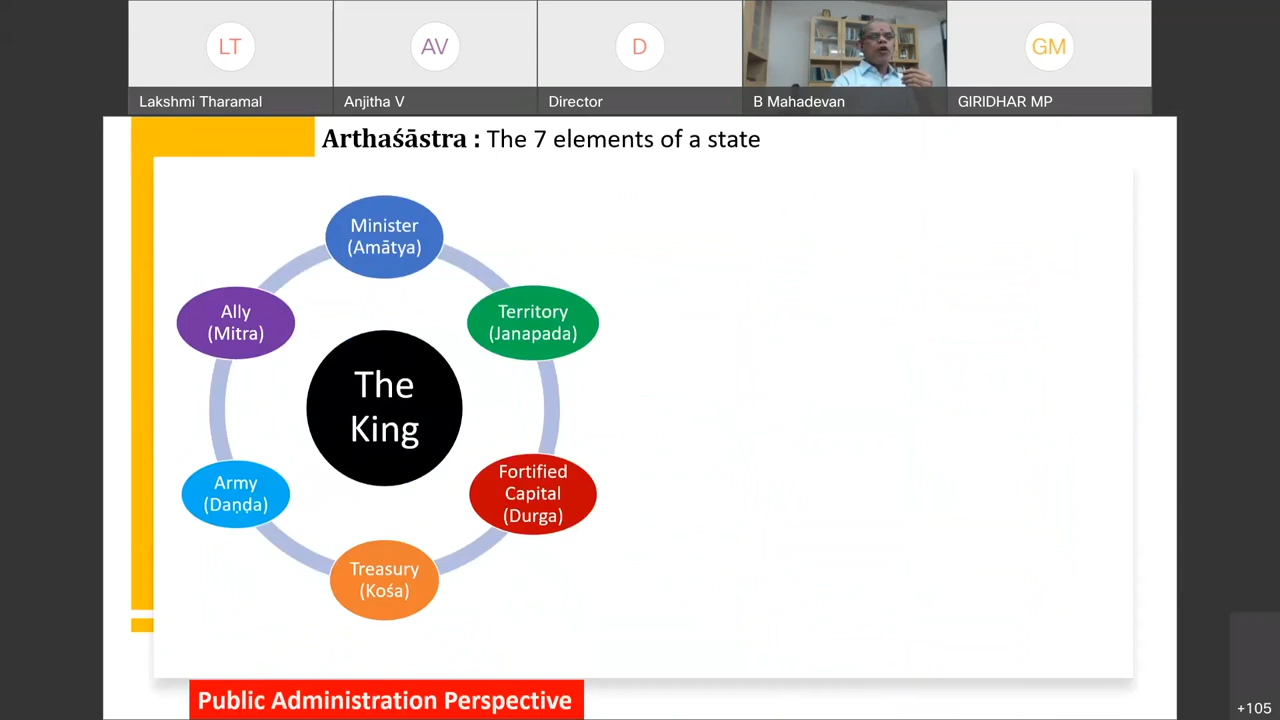 LT
AV
D
GM
Lakshmi Tharamal
Anjitha V
Director
B Mahadevan
GIRIDHAR MP
Arthaśāstra : The 7 elements of a state
Minister
(Amātya)
Ally
(Mitra)
Territory
(Janapada)
The
King
Army
(Daṇḍa)
Fortified
Capital
(Durga)
Treasury
(Kośa)
Public Administration Perspective
+105